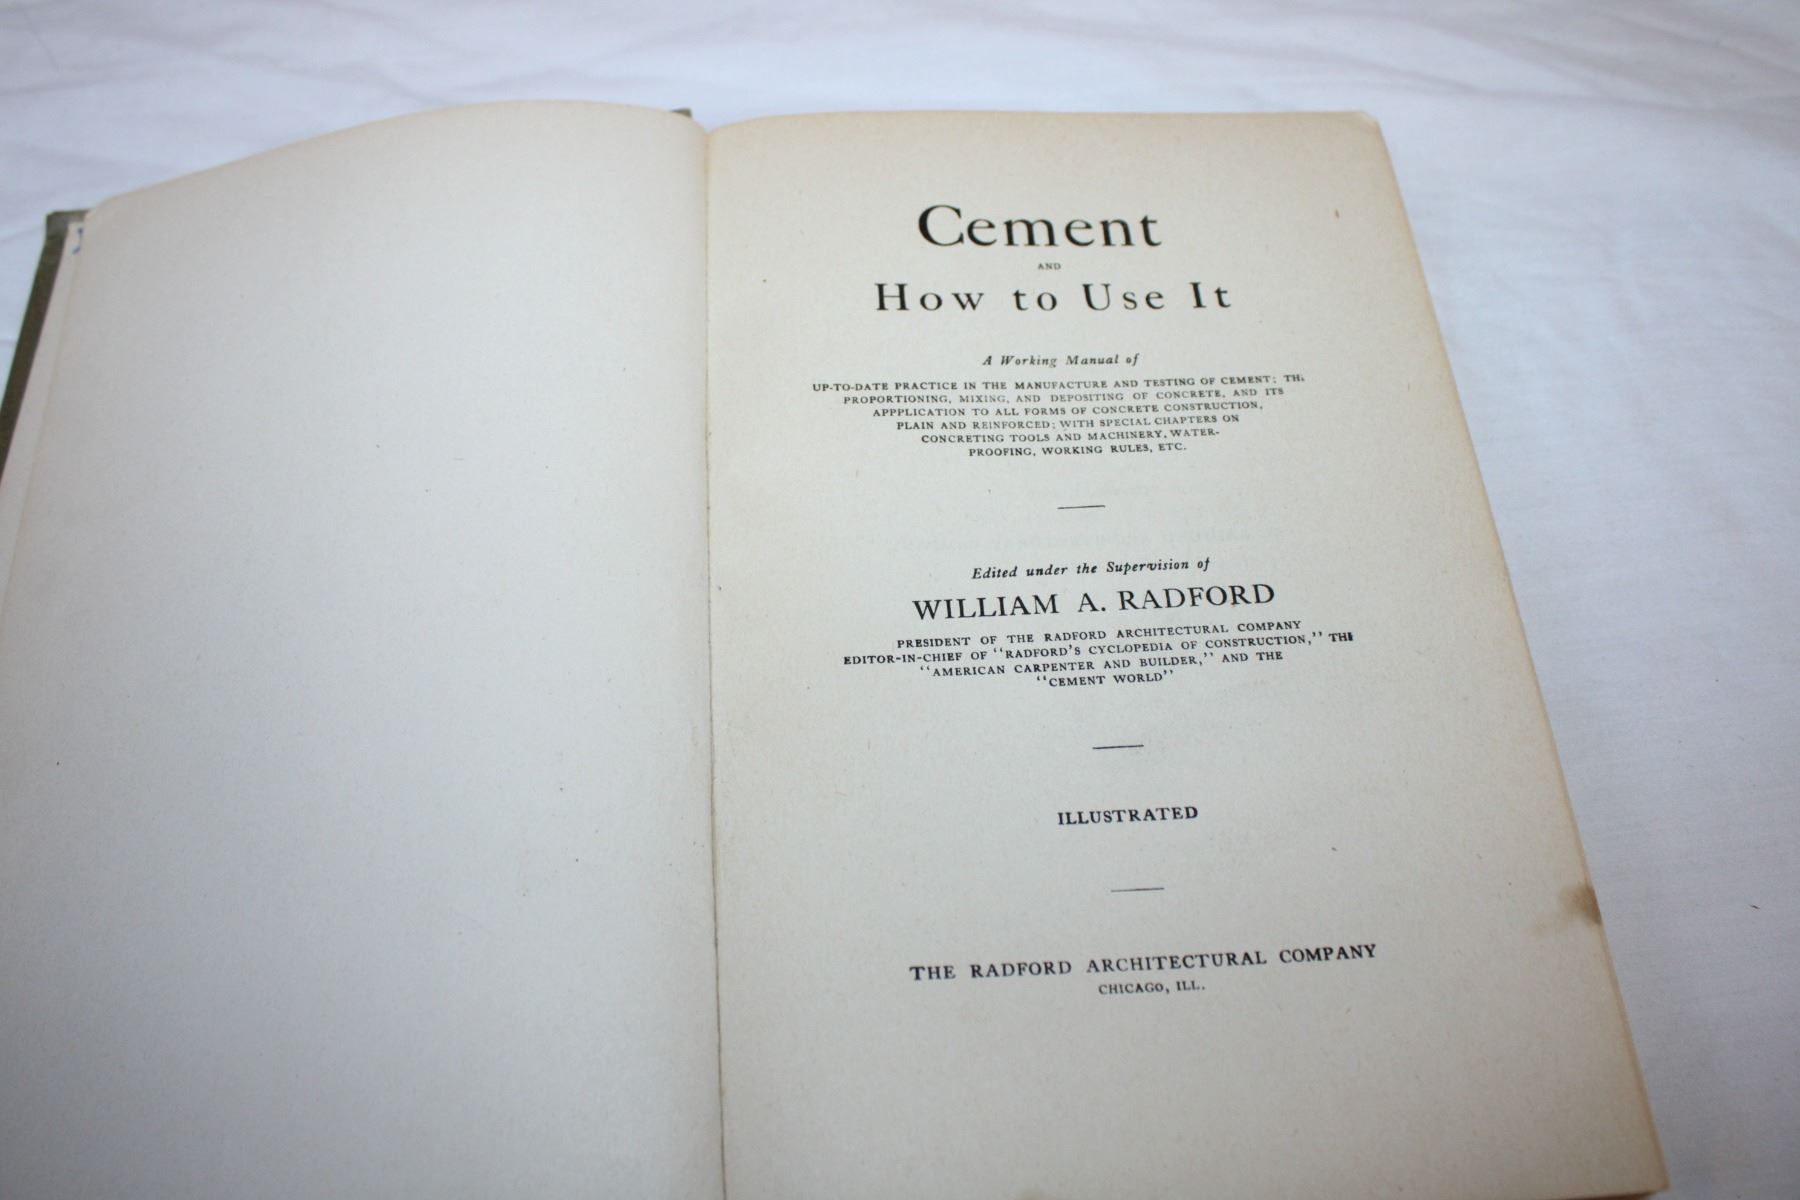 Cement
AND
How to Use It
A Working Manual of
UP-TO-DATE PRACTICE IN THE MANUFACTURE AND TESTING OF CEMENT; THE
PROPORTIONING, MIXING, AND DEPOSITING OF CONCRETE, AND ITS
APPPLICATION TO ALL FORMS OF CONCRETE CONSTRUCTION,
PLAIN AND REINFORCED; WITH SPECIAL CHAPTERS ON
CONCRETING TOOLS AND MACHINERY, WATER-
PROOFING, WORKING RULES, ETC.
Edited under the Supervision of
WILLIAM A. RADFORD
PRESIDENT OF THE RADFORD ARCHITECTURAL COMPANY
EDITOR-IN-CHIEF OF "RADFORD'S CYCLOPEDIA OF CONSTRUCTION," THE
"AMERICAN CARPENTER AND BUILDER," AND THE
"CEMENT WORLD"
ILLUSTRATED
THE RADFORD ARCHITECTURAL COMPANY
CHICAGO, ILL.